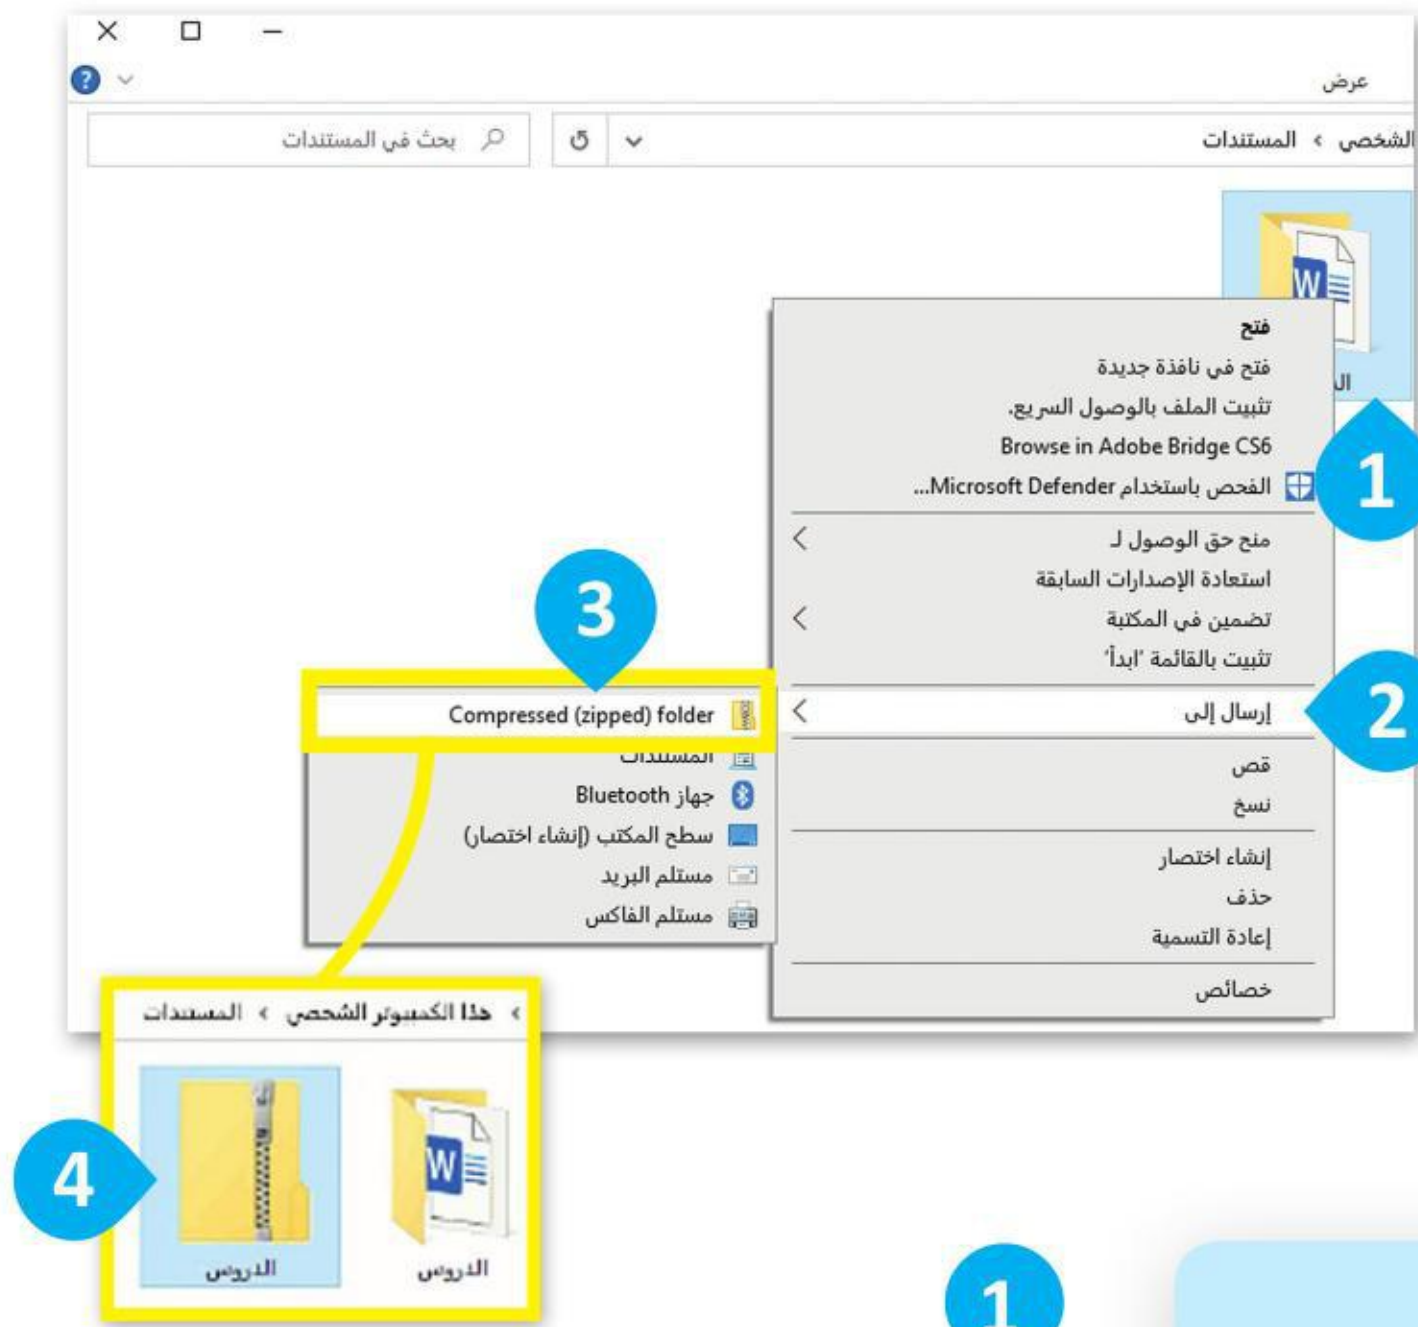 عرض
الشخصي › المستندات
بحث في المستندات
ال
1
فتح
فتح في نافذة جديدة
تثبيت الملف بالوصول السريع.
Browse in Adobe Bridge CS6
الفحص باستخدام Microsoft Defender...
منح حق الوصول لـ
استعادة الإصدارات السابقة
تضمين في المكتبة
تثبيت بالقائمة 'ابدأ'
إرسال إلى
2
قص
نسخ
إنشاء اختصار
حذف
إعادة التسمية
خصائص
3
Compressed (zipped) folder
المستندات
جهاز Bluetooth
سطح المكتب (إنشاء اختصار)
مستلم البريد
مستلم الفاكس
› هذا الكمبيوتر الشخصي › المستندات
الدروس
الدروس
4
1